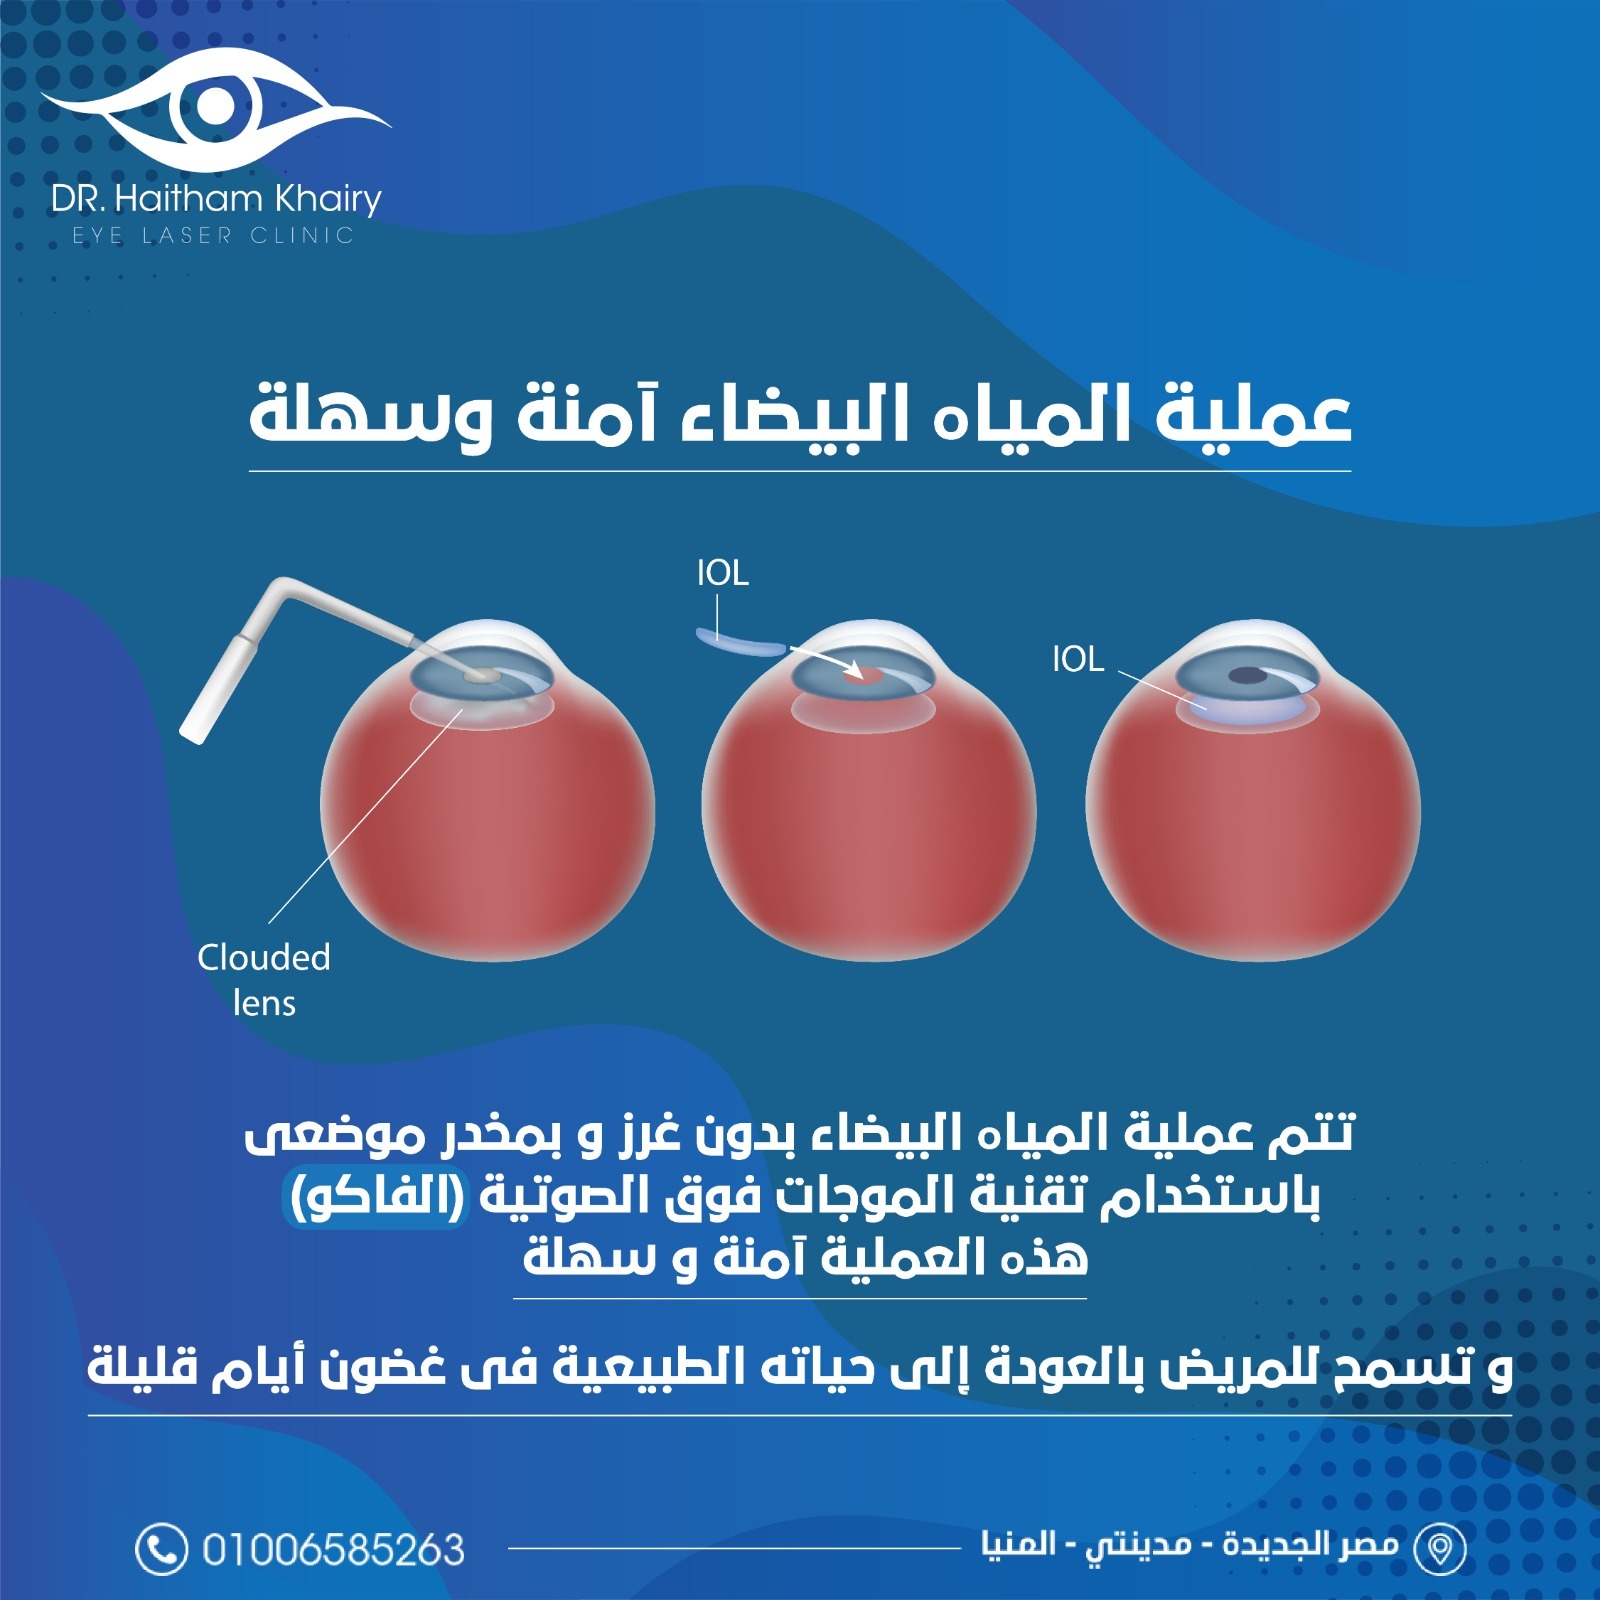 DR. Haitham Khairy
EYE LASER CLINIC
عملية المياه البيضاء آمنة وسهلة
IOL
IOL
Clouded
lens
تتم عملية المياه البيضاء بدون غرز و بمخدر موضعى
باستخدام تقنية الموجات فوق الصوتية (الفاكو)
هذه العملية آمنة و سهلة
و تسمح للمريض بالعودة إلى حياته الطبيعية فى غضون أيام قليلة
مصر الجديدة - مدينتي - المنيا
01006585263